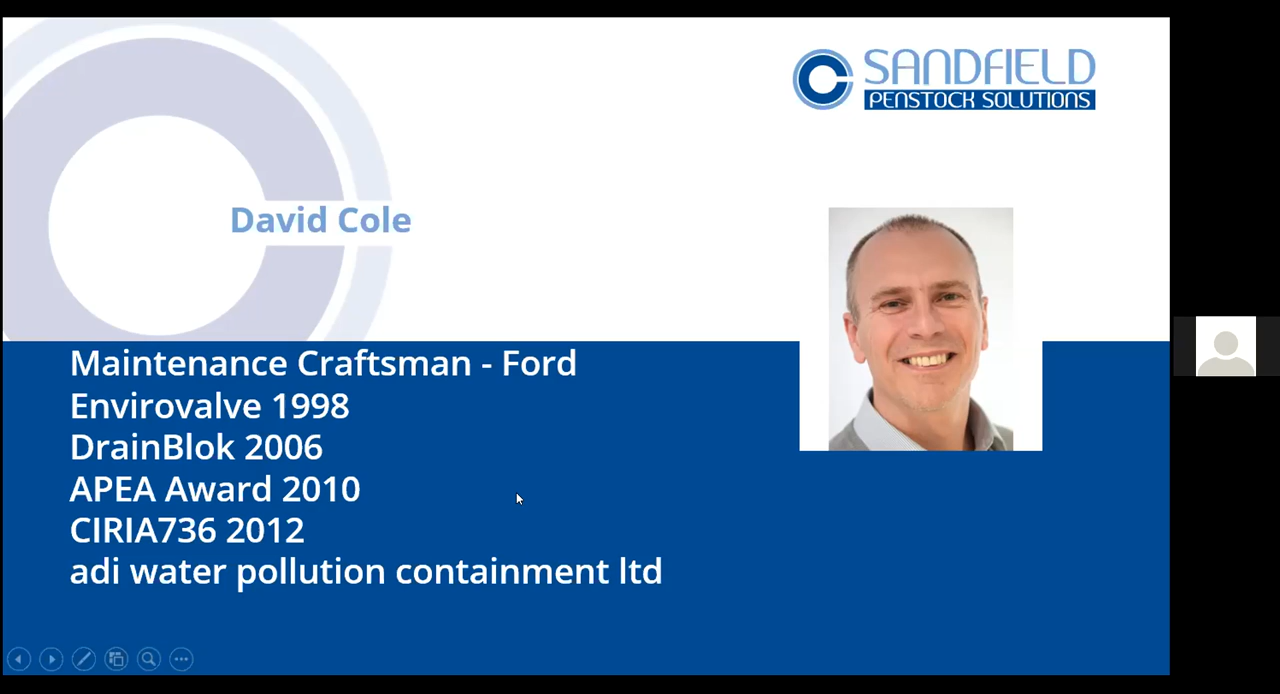 SANDFIELD
PENSTOCK SOLUTIONS
David Cole
Maintenance Craftsman - Ford
Envirovalve 1998
DrainBlok 2006
APEA Award 2010
CIRIA736 2012
adi water pollution containment ltd